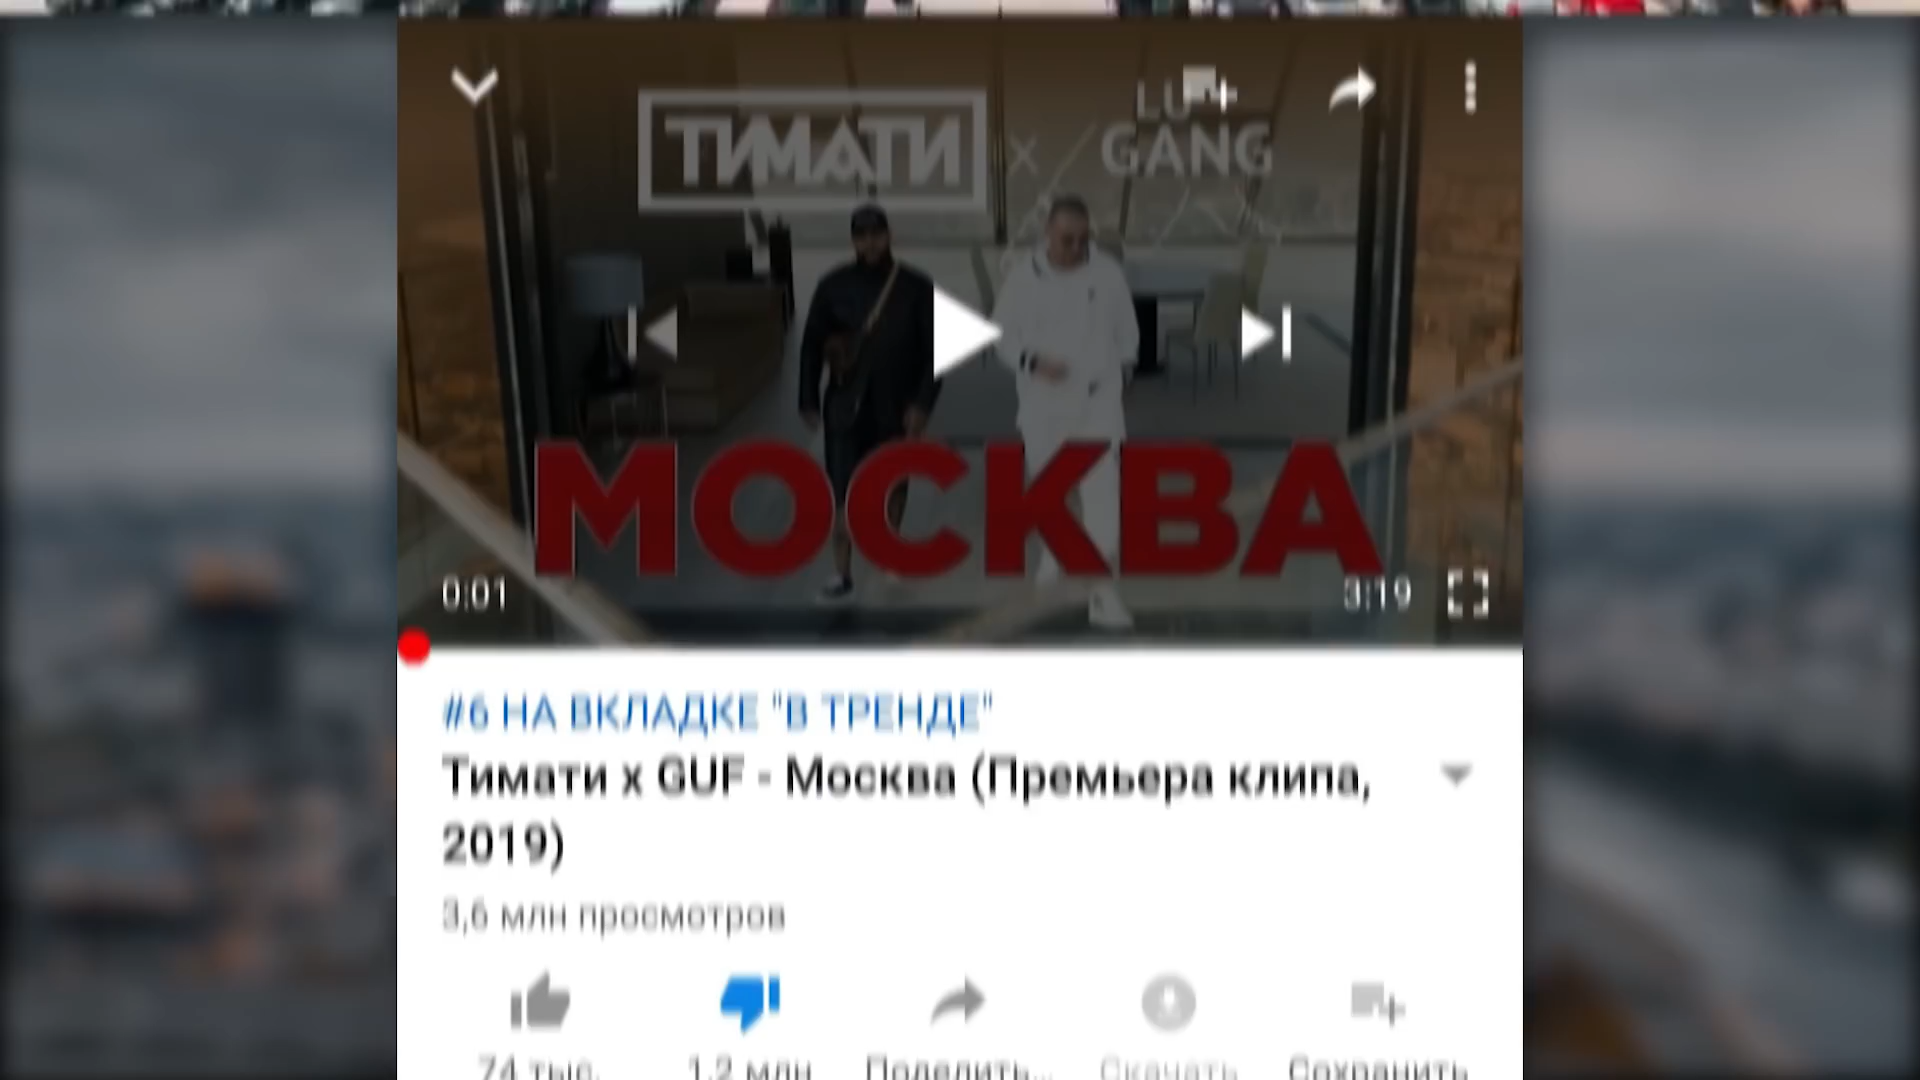 ТИМАТИ x LU GANG
МОСКВА
0:01
3:19
#6 НА ВКЛАДКЕ "В ТРЕНДЕ"
Тимати x GUF - Москва (Премьера клипа,
2019)
3,6 млн просмотров
74 тыс.
1,2 млн
Поделить...
Скачать
Сохранить